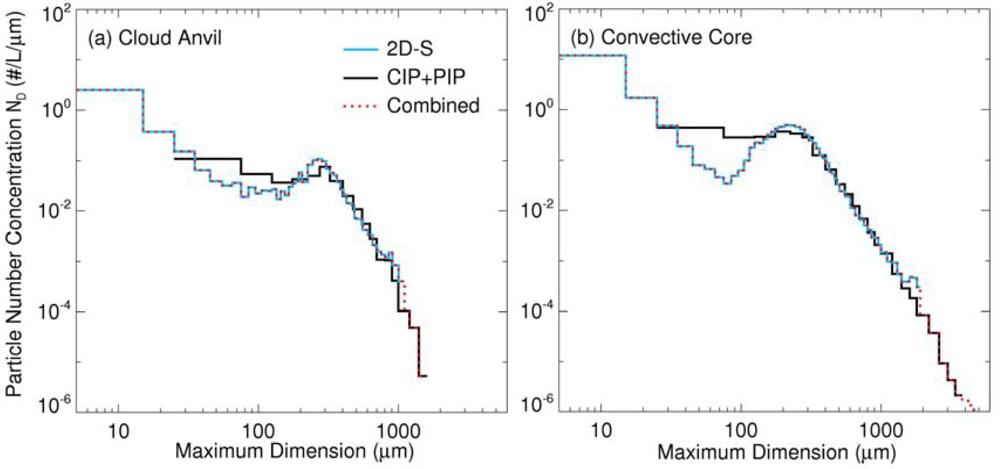 (a) Cloud Anvil
2D-S
CIP+PIP
Combined
Particle Number Concentration N_D (#/L/μm)
10²
10⁰
10⁻²
10⁻⁴
10⁻⁶
10 100 1000
Maximum Dimension (μm)
(b) Convective Core
10²
10⁰
10⁻²
10⁻⁴
10⁻⁶
10 100 1000
Maximum Dimension (μm)